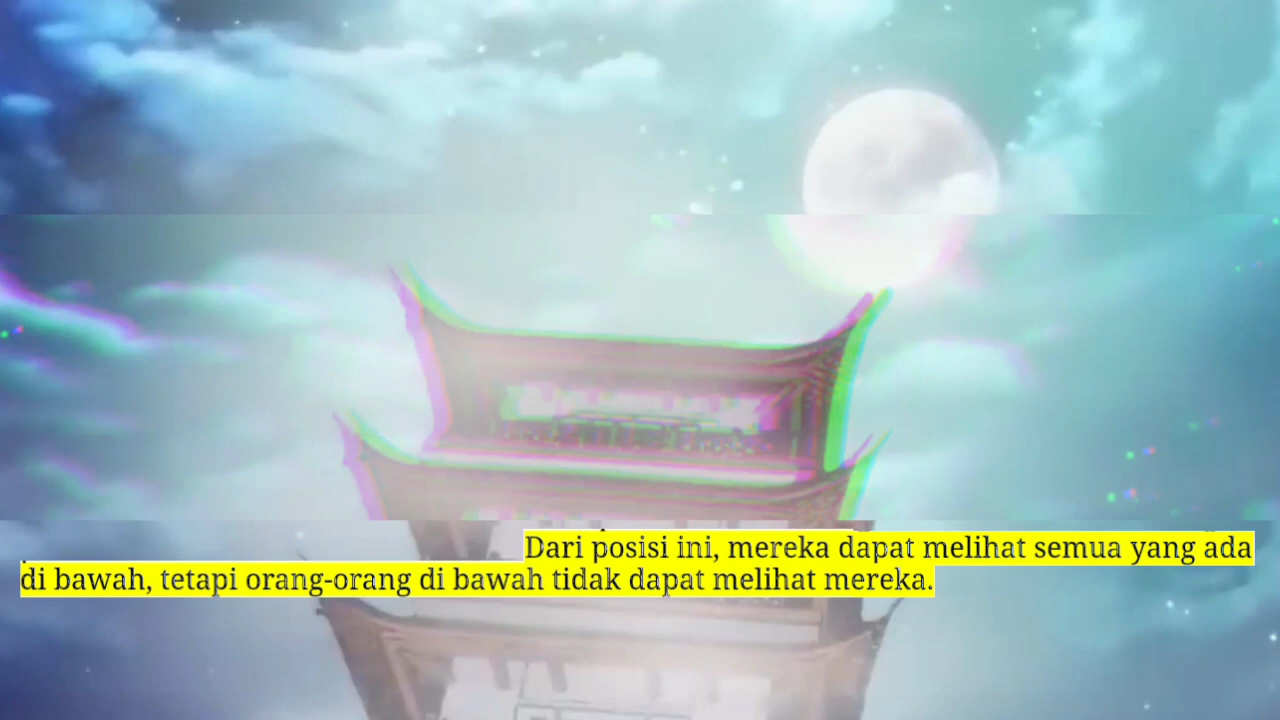 Dari posisi ini, mereka dapat melihat semua yang ada
di bawah, tetapi orang-orang di bawah tidak dapat melihat mereka.